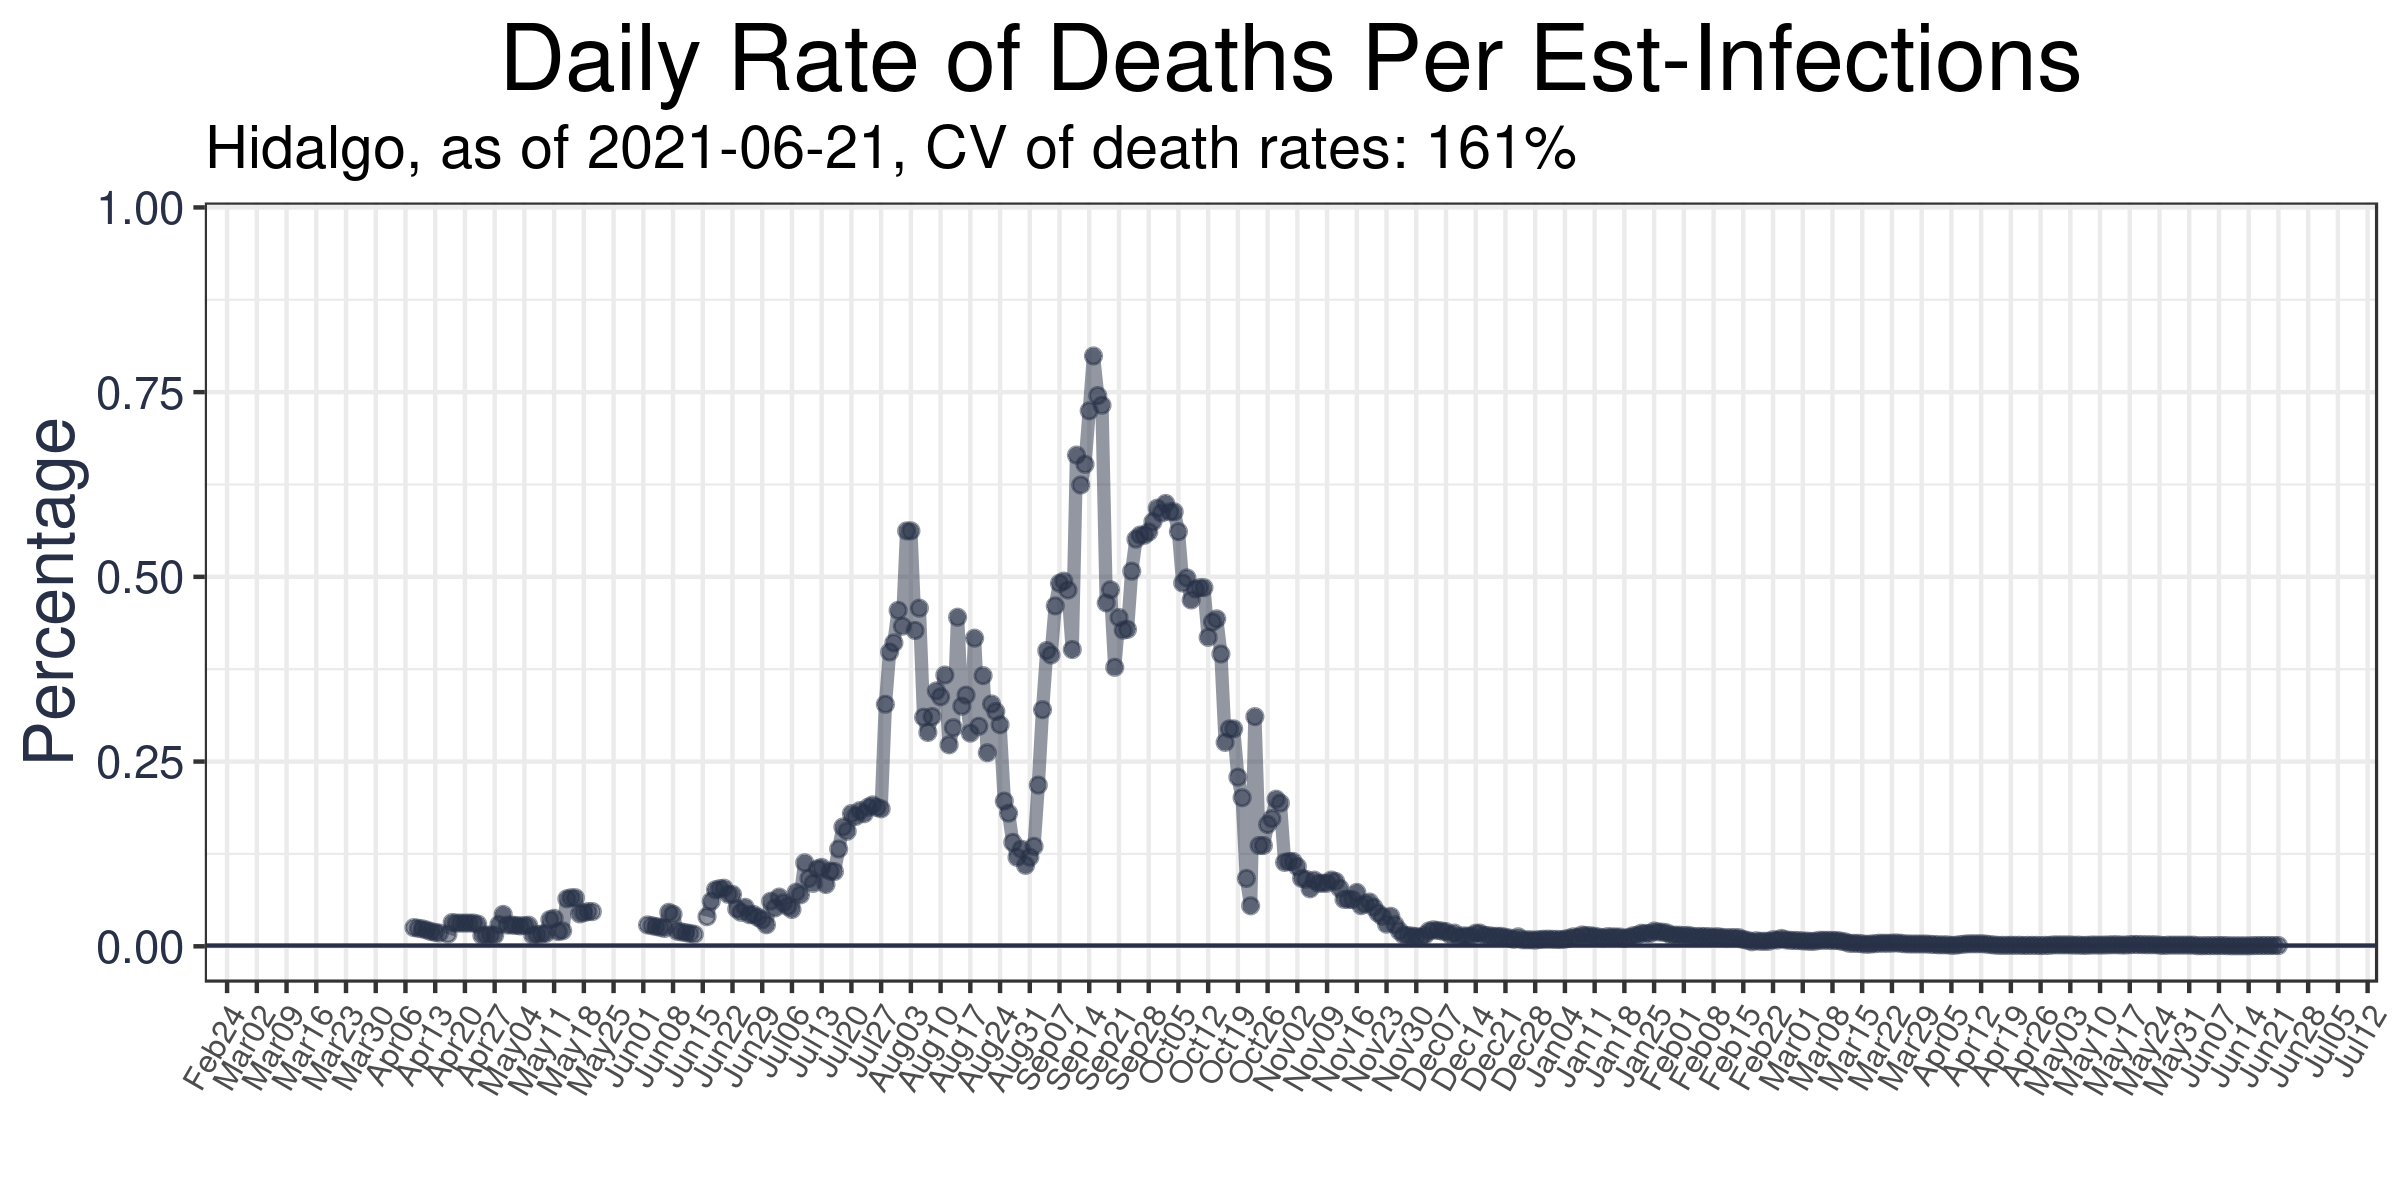 Daily Rate of Deaths Per Est-Infections
Hidalgo, as of 2021-06-21, CV of death rates: 161%
Percentage
1.00
0.75
0.50
0.25
0.00
Feb24 Mar02 Mar09 Mar16 Mar23 Mar30 Apr06 Apr13 Apr20 Apr27 May04 May11 May18 May25 Jun01 Jun08 Jun15 Jun22 Jun29 Jul06 Jul13 Jul20 Jul27 Aug03 Aug10 Aug17 Aug24 Aug31 Sep07 Sep14 Sep21 Sep28 Oct05 Oct12 Oct19 Oct26 Nov02 Nov09 Nov16 Nov23 Nov30 Dec07 Dec14 Dec21 Dec28 Dec04 Jan11 Jan18 Jan25 Feb01 Feb08 Feb15 Feb22 Mar01 Mar08 Mar15 Mar22 Mar29 Apr05 Apr12 Apr19 Apr26 May03 May10 May17 May24 May31 May07 Jun14 Jun21 Jun28 Jul05 Jul12